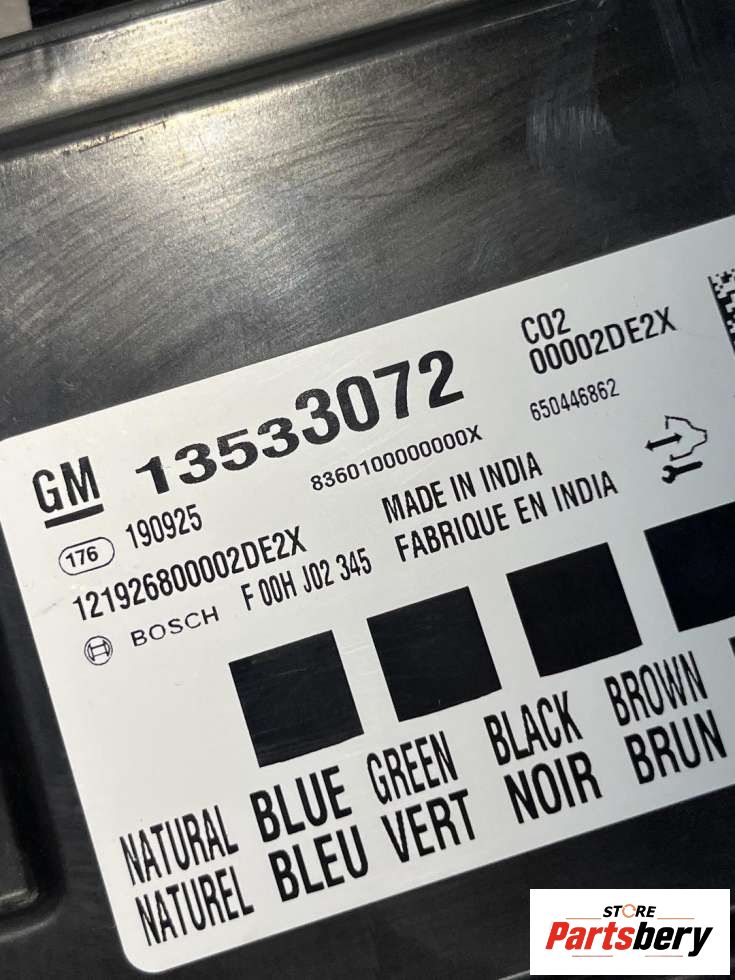 C02
00002DE2X
GM 13533072
650446862
8360100000000X
176 190925
MADE IN INDIA
FABRIQUE EN INDIA
121926800002DE2X
BOSCH F 00H J02 345
NATURAL BLUE GREEN BLACK BROWN
NATUREL BLEU VERT NOIR BRUN
STORE
Partsbery